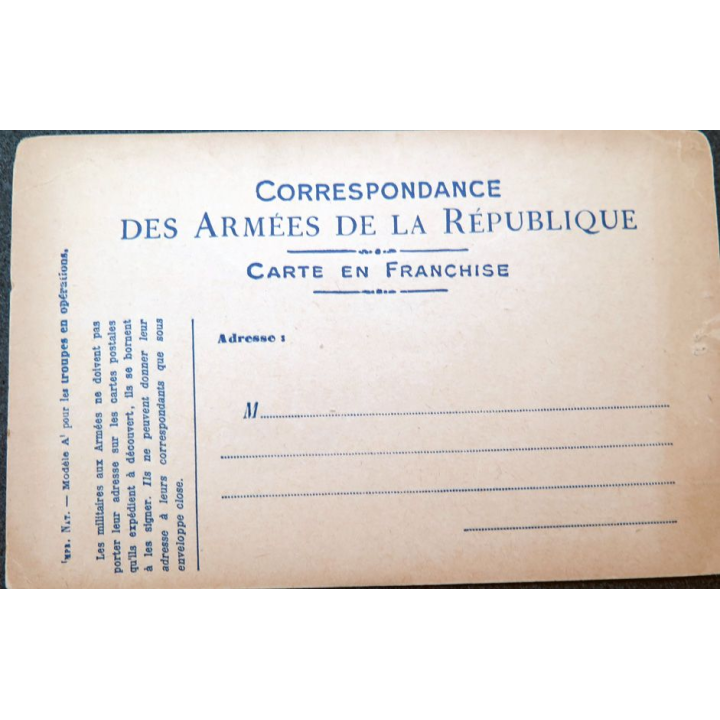 CORRESPONDANCE
DES ARMÉES DE LA RÉPUBLIQUE
CARTE EN FRANCHISE
Adresse :
M
IMPR. NAT. — Modèle A¹ pour les troupes en opérations.
Les militaires aux Armées ne doivent pas
porter leur adresse sur les cartes postales
qu'ils expédient à découvert, ils se bornent
à les signer. Ils ne peuvent donner leur
adresse à leurs correspondants que sous
enveloppe close.